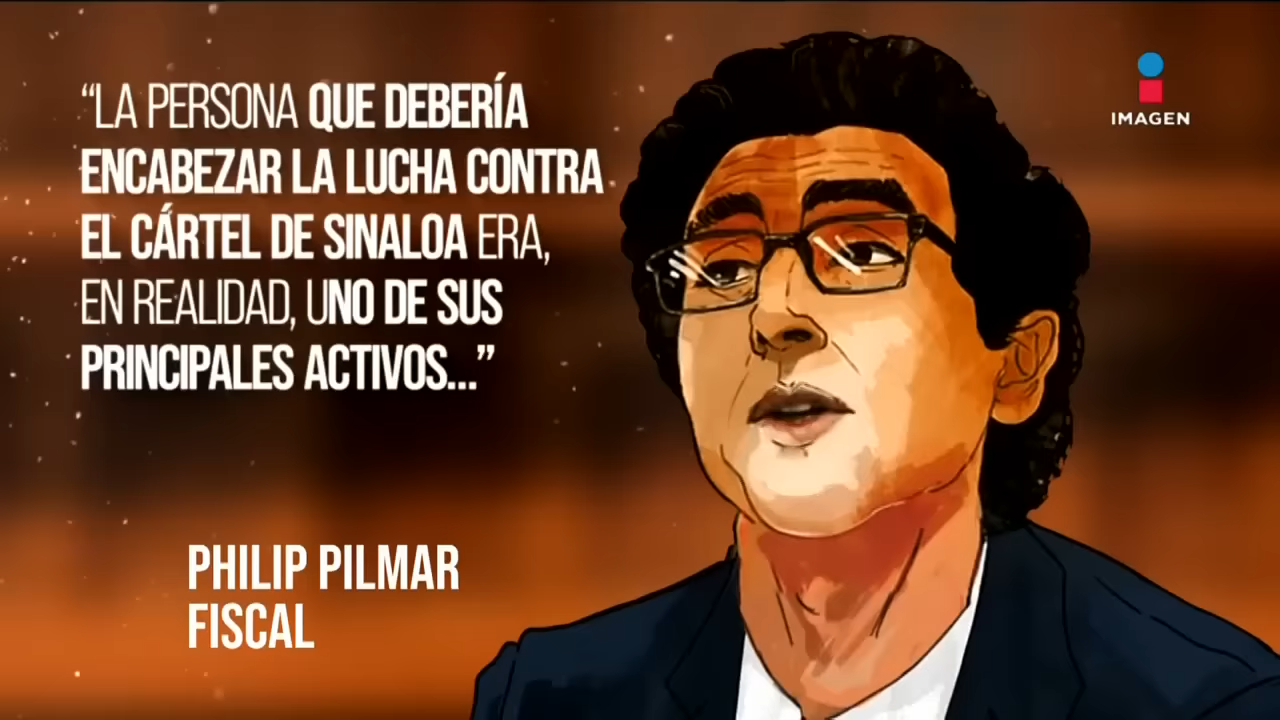 “LA PERSONA QUE DEBERÍA
ENCABEZAR LA LUCHA CONTRA
EL CÁRTEL DE SINALOA ERA,
EN REALIDAD, UNO DE SUS
PRINCIPALES ACTIVOS...”
PHILIP PILMAR
FISCAL
IMAGEN